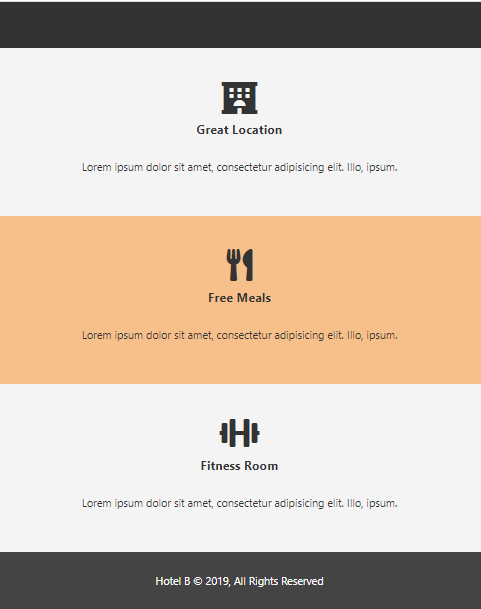 Great Location
Lorem ipsum dolor sit amet, consectetur adipisicing elit. Illo, ipsum.
Free Meals
Lorem ipsum dolor sit amet, consectetur adipisicing elit. Illo, ipsum.
Fitness Room
Lorem ipsum dolor sit amet, consectetur adipisicing elit. Illo, ipsum.
Hotel B © 2019, All Rights Reserved